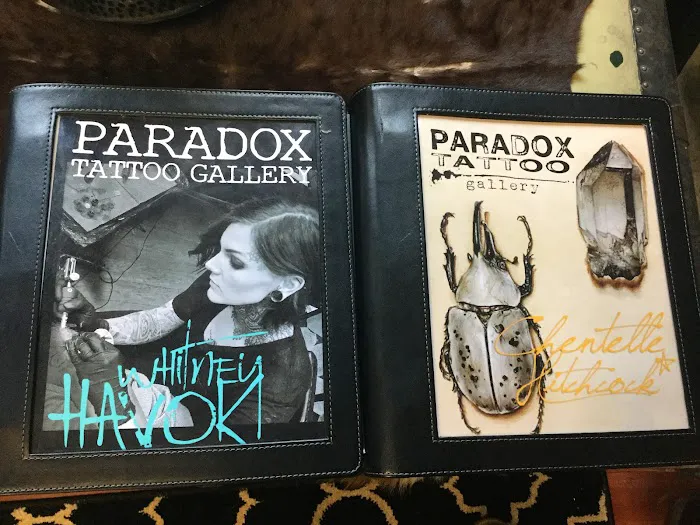 PARADOX
TATTOO GALLERY
WHITNEY
HAVOK
PARADOX
TATTOO
gallery
Chentelle
Hitchcock